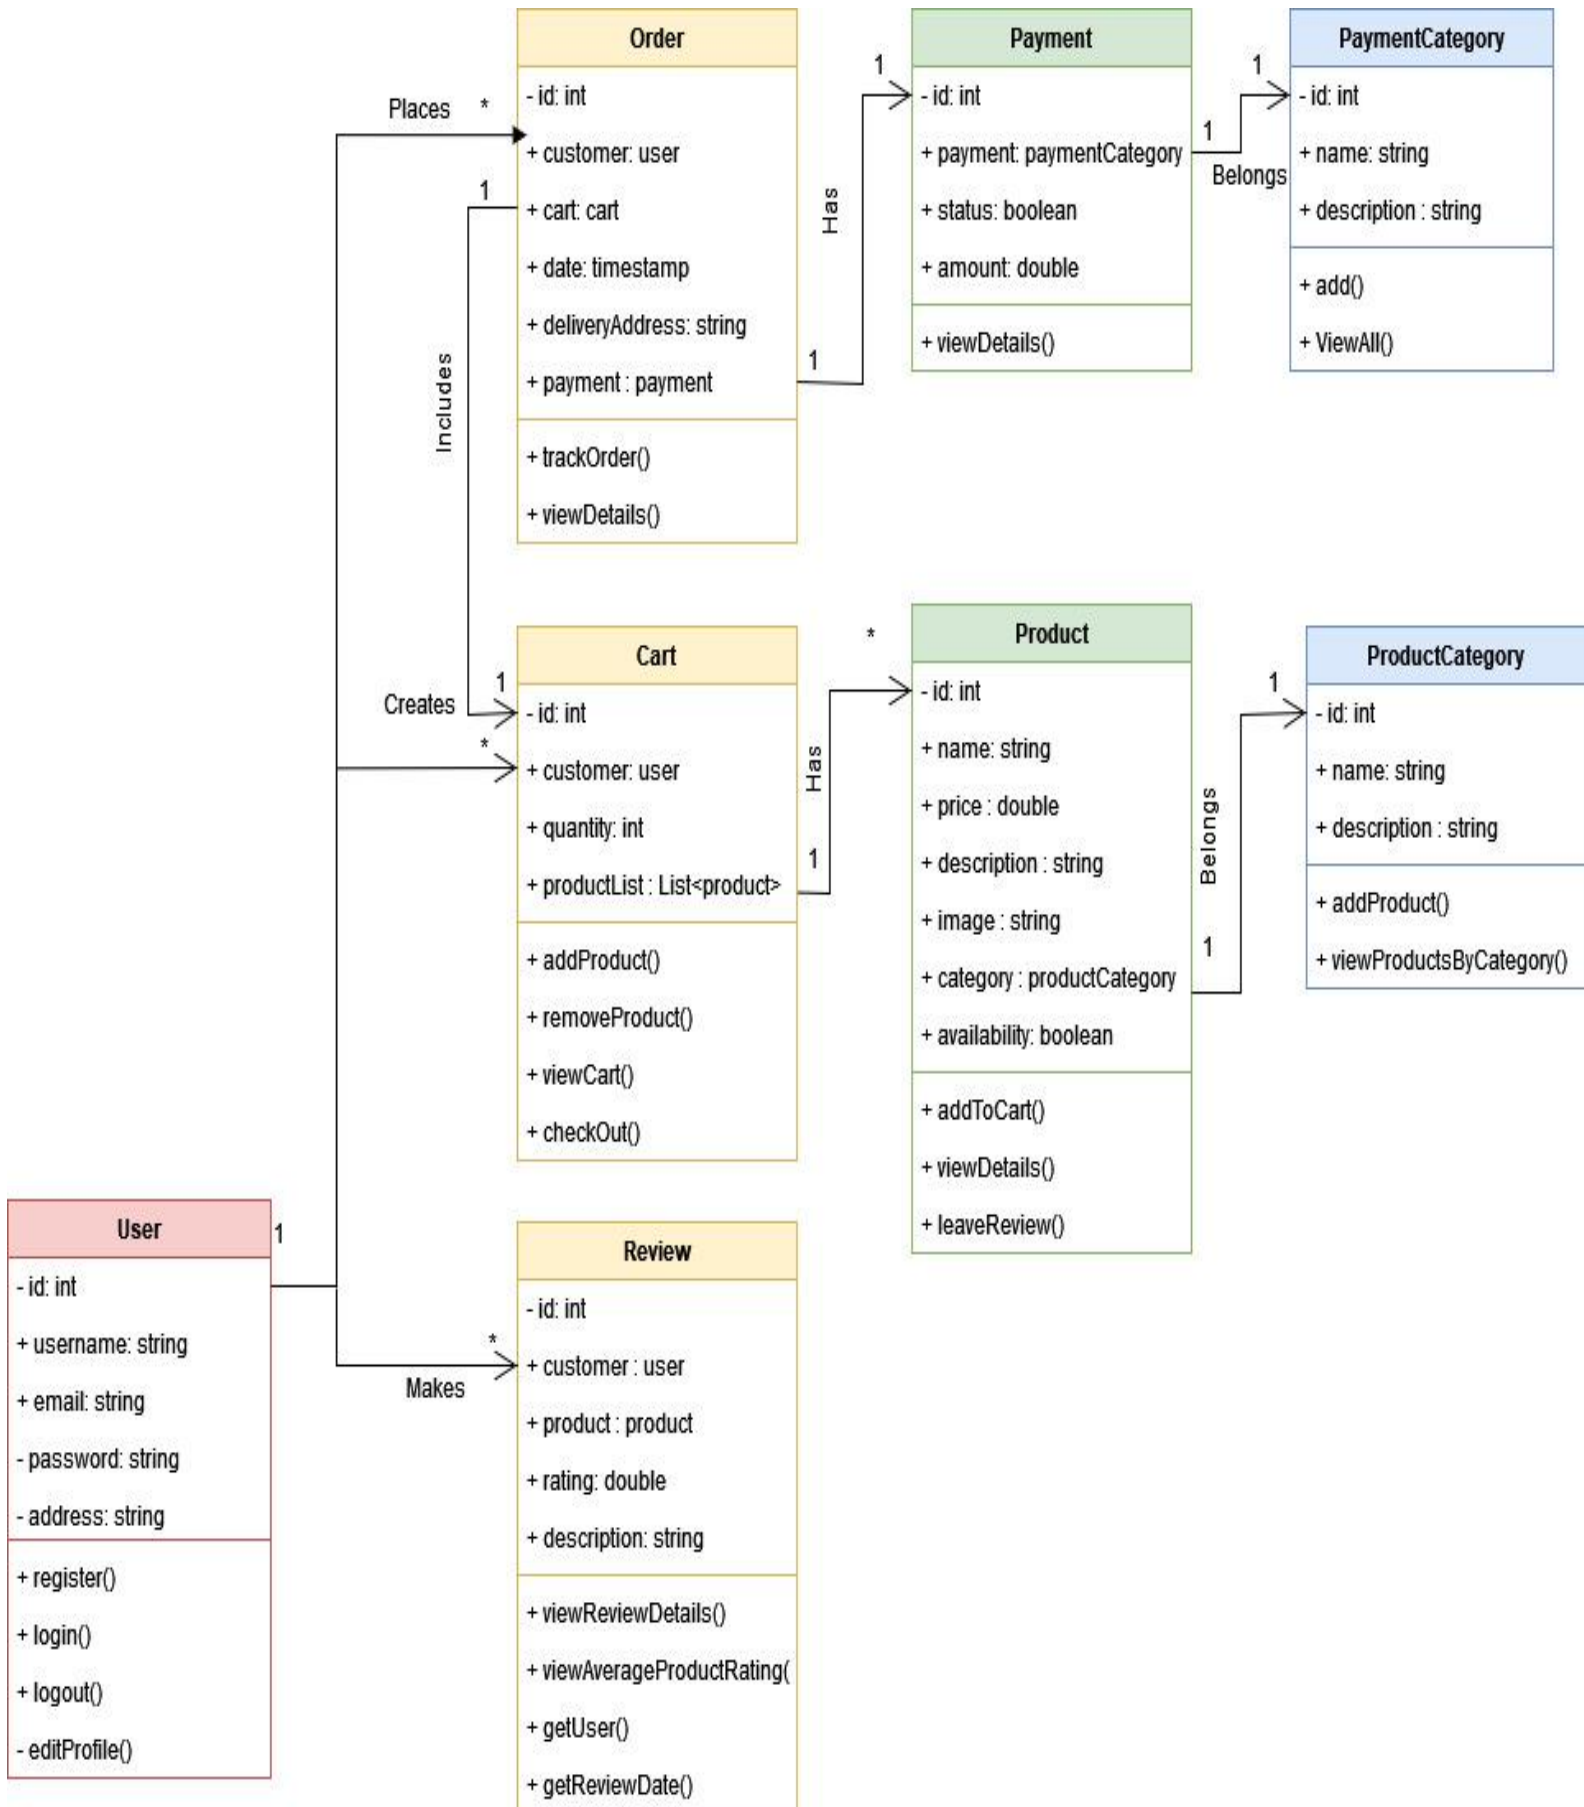 Order
- id: int
+ customer: user
+ cart: cart
+ date: timestamp
+ deliveryAddress: string
+ payment : payment
+ trackOrder()
+ viewDetails()
Payment
- id: int
+ payment: paymentCategory
+ status: boolean
+ amount: double
+ viewDetails()
PaymentCategory
- id: int
+ name: string
+ description : string
+ add()
+ ViewAll()
Places
*
1
Includes
1
Has
1
1
Belongs
1
Cart
- id: int
+ customer: user
+ quantity: int
+ productList : List<product>
+ addProduct()
+ removeProduct()
+ viewCart()
+ checkOut()
Product
- id: int
+ name: string
+ price : double
+ description : string
+ image : string
+ category : productCategory
+ availability: boolean
+ addToCart()
+ viewDetails()
+ leaveReview()
ProductCategory
- id: int
+ name: string
+ description : string
+ addProduct()
+ viewProductsByCategory()
Creates
1
*
1
Has
*
1
Belongs
1
User
- id: int
+ username: string
+ email: string
- password: string
- address: string
+ register()
+ login()
+ logout()
- editProfile()
1
Makes
*
Review
- id: int
+ customer : user
+ product : product
+ rating: double
+ description: string
+ viewReviewDetails()
+ viewAverageProductRating(
+ getUser()
+ getReviewDate()